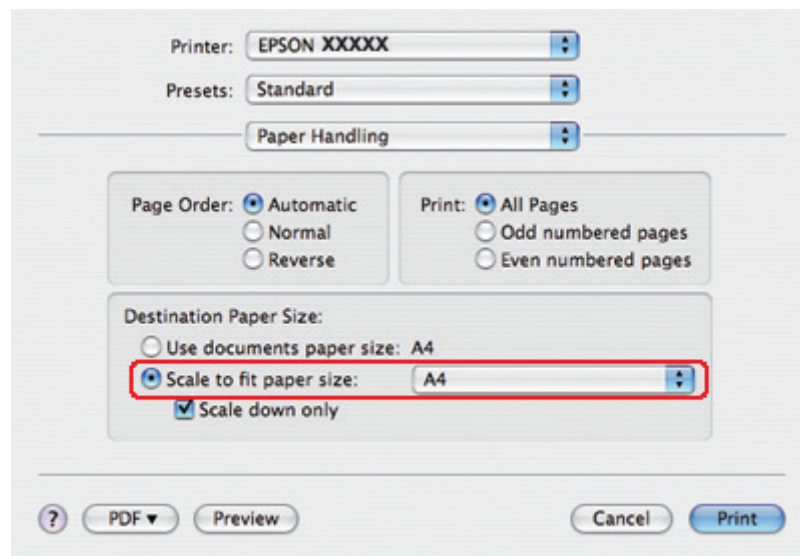 Printer: EPSON XXXXX
Presets: Standard
Paper Handling
Page Order: Automatic
Normal
Reverse
Print: All Pages
Odd numbered pages
Even numbered pages
Destination Paper Size:
Use documents paper size: A4
Scale to fit paper size: A4
Scale down only
? PDF▼ Preview Cancel Print